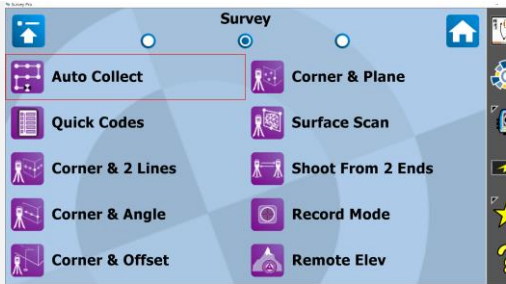 Survey Pro
Survey
Auto Collect
Corner & Plane
Quick Codes
Surface Scan
Corner & 2 Lines
Shoot From 2 Ends
Corner & Angle
Record Mode
Corner & Offset
Remote Elev